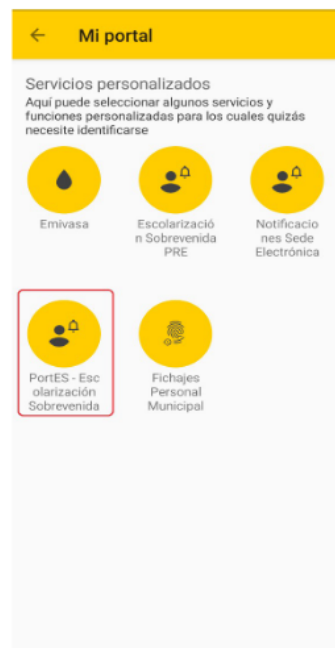 Mi portal
Servicios personalizados
Aquí puede seleccionar algunos servicios y
funciones personalizadas para los cuales quizás
necesite identificarse
Emivasa
Escolarizació
n Sobrevenida
PRE
Notificacio
nes Sede
Electrónica
PortES - Esc
olarización
Sobrevenida
Fichajes
Personal
Municipal